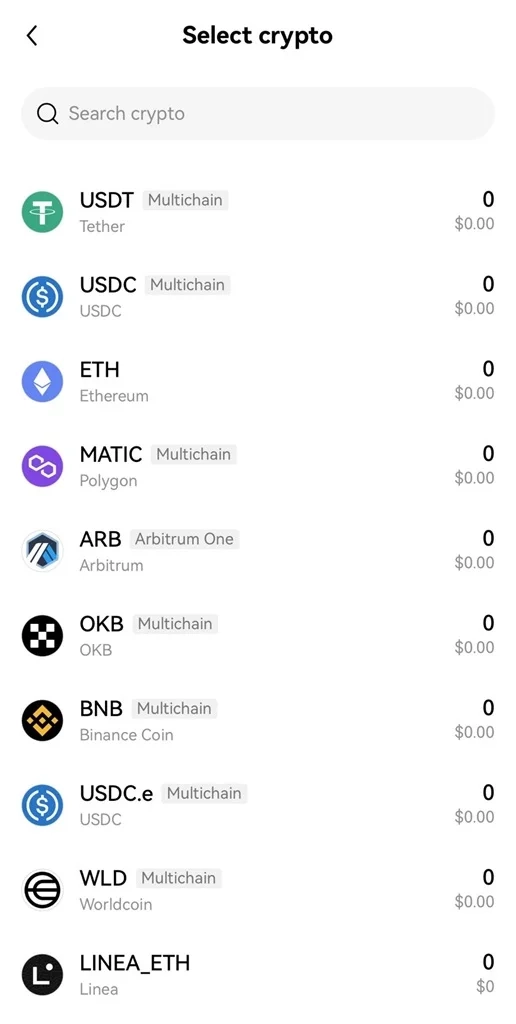 Select crypto
Search crypto
USDT Multichain 0
Tether $0.00
USDC Multichain 0
USDC $0.00
ETH 0
Ethereum $0.00
MATIC Multichain 0
Polygon $0.00
ARB Arbitrum One 0
Arbitrum $0.00
OKB Multichain 0
OKB $0.00
BNB Multichain 0
Binance Coin $0.00
USDC.e Multichain 0
USDC $0.00
WLD Multichain 0
Worldcoin $0.00
LINEA_ETH 0
Linea $0